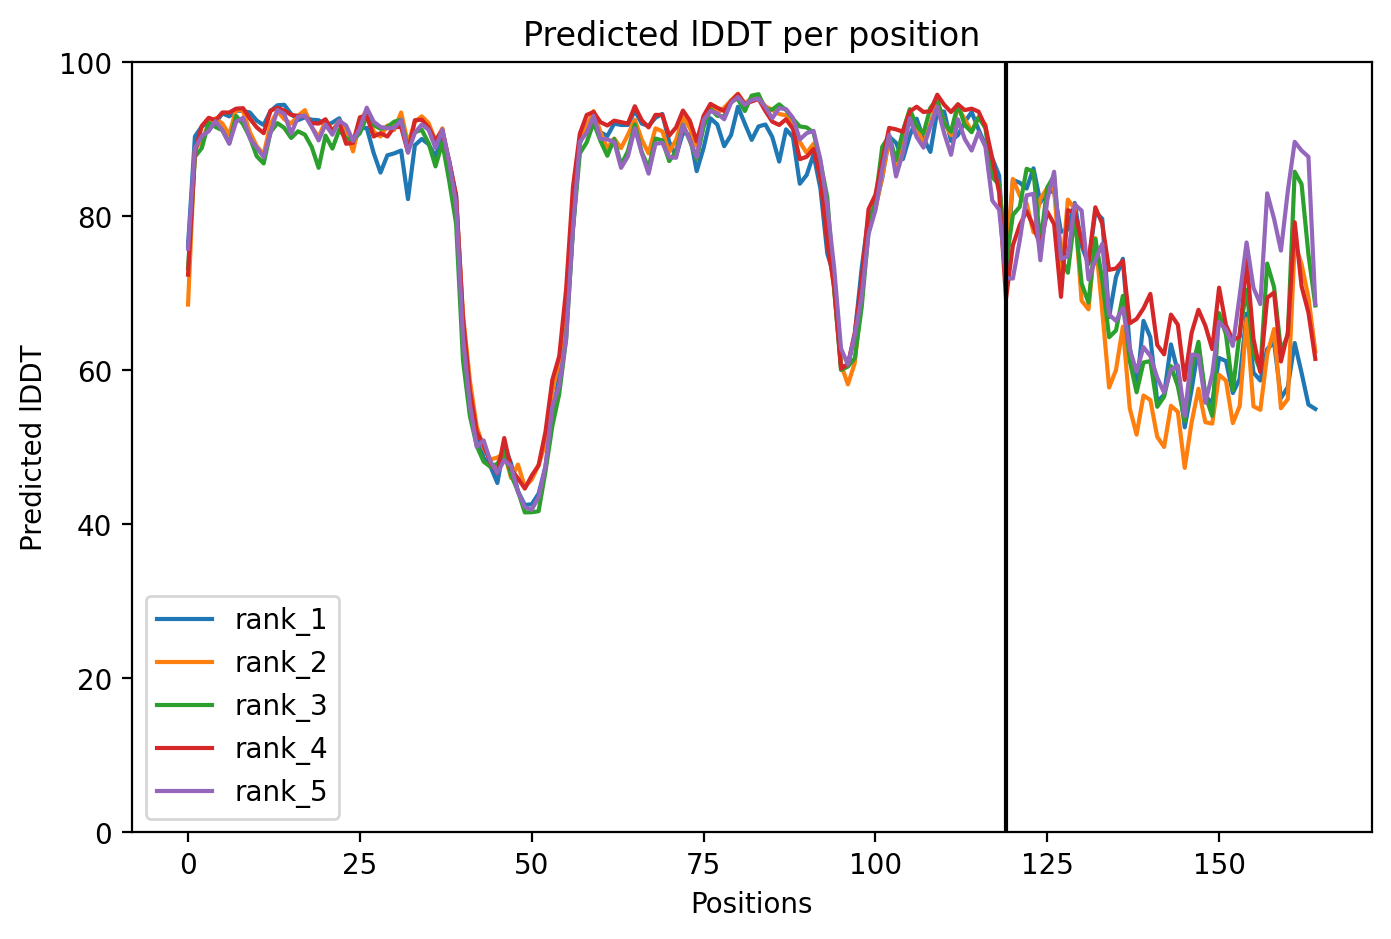 Predicted lDDT per position
100
80
60
40
20
0
Predicted lDDT
rank_1
rank_2
rank_3
rank_4
rank_5
0 25 50 75 100 125 150
Positions